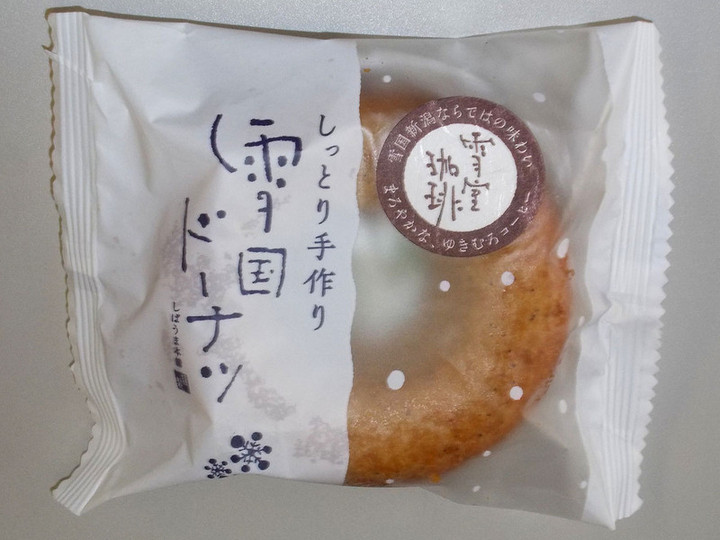 しっとり手作り
雪国
ドーナツ
しばうま本舗
雪国新潟ならではの味わい
雪室
珈琲
まろやかな、ゆきむろコーヒー